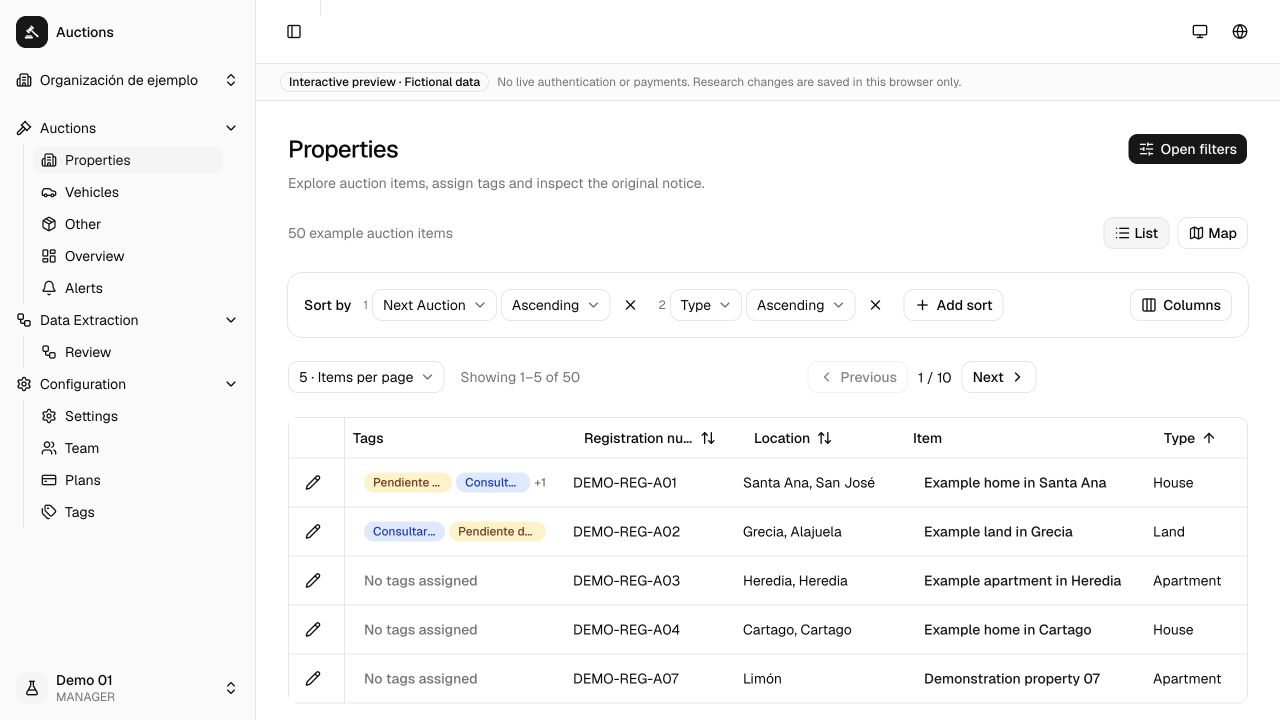 Auctions
Organización de ejemplo
Auctions
Properties
Vehicles
Other
Overview
Alerts
Data Extraction
Review
Configuration
Settings
Team
Plans
Tags
Demo 01
MANAGER
Interactive preview · Fictional data No live authentication or payments. Research changes are saved in this browser only.
Properties
Open filters
Explore auction items, assign tags and inspect the original notice.
50 example auction items
List Map
Sort by 1 Next Auction Ascending 2 Type Ascending Add sort Columns
5 · Items per page Showing 1–5 of 50 Previous 1 / 10 Next
Tags Registration nu... Location Item Type
Pendiente ... Consult... +1 DEMO-REG-A01 Santa Ana, San José Example home in Santa Ana House
Consultar... Pendiente d... DEMO-REG-A02 Grecia, Alajuela Example land in Grecia Land
No tags assigned DEMO-REG-A03 Heredia, Heredia Example apartment in Heredia Apartment
No tags assigned DEMO-REG-A04 Cartago, Cartago Example home in Cartago House
No tags assigned DEMO-REG-A07 Limón Demonstration property 07 Apartment